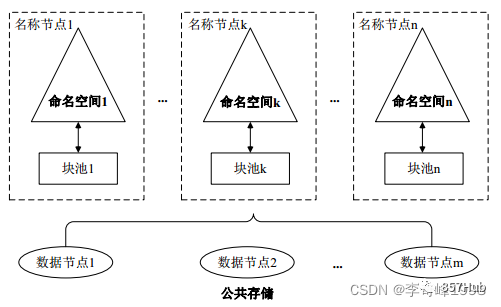 名称节点1
名称节点k
名称节点n
命名空间1
...
命名空间k
...
命名空间n
块池1
块池k
块池n
数据节点1
数据节点2
...
数据节点m
公共存储
857Hub